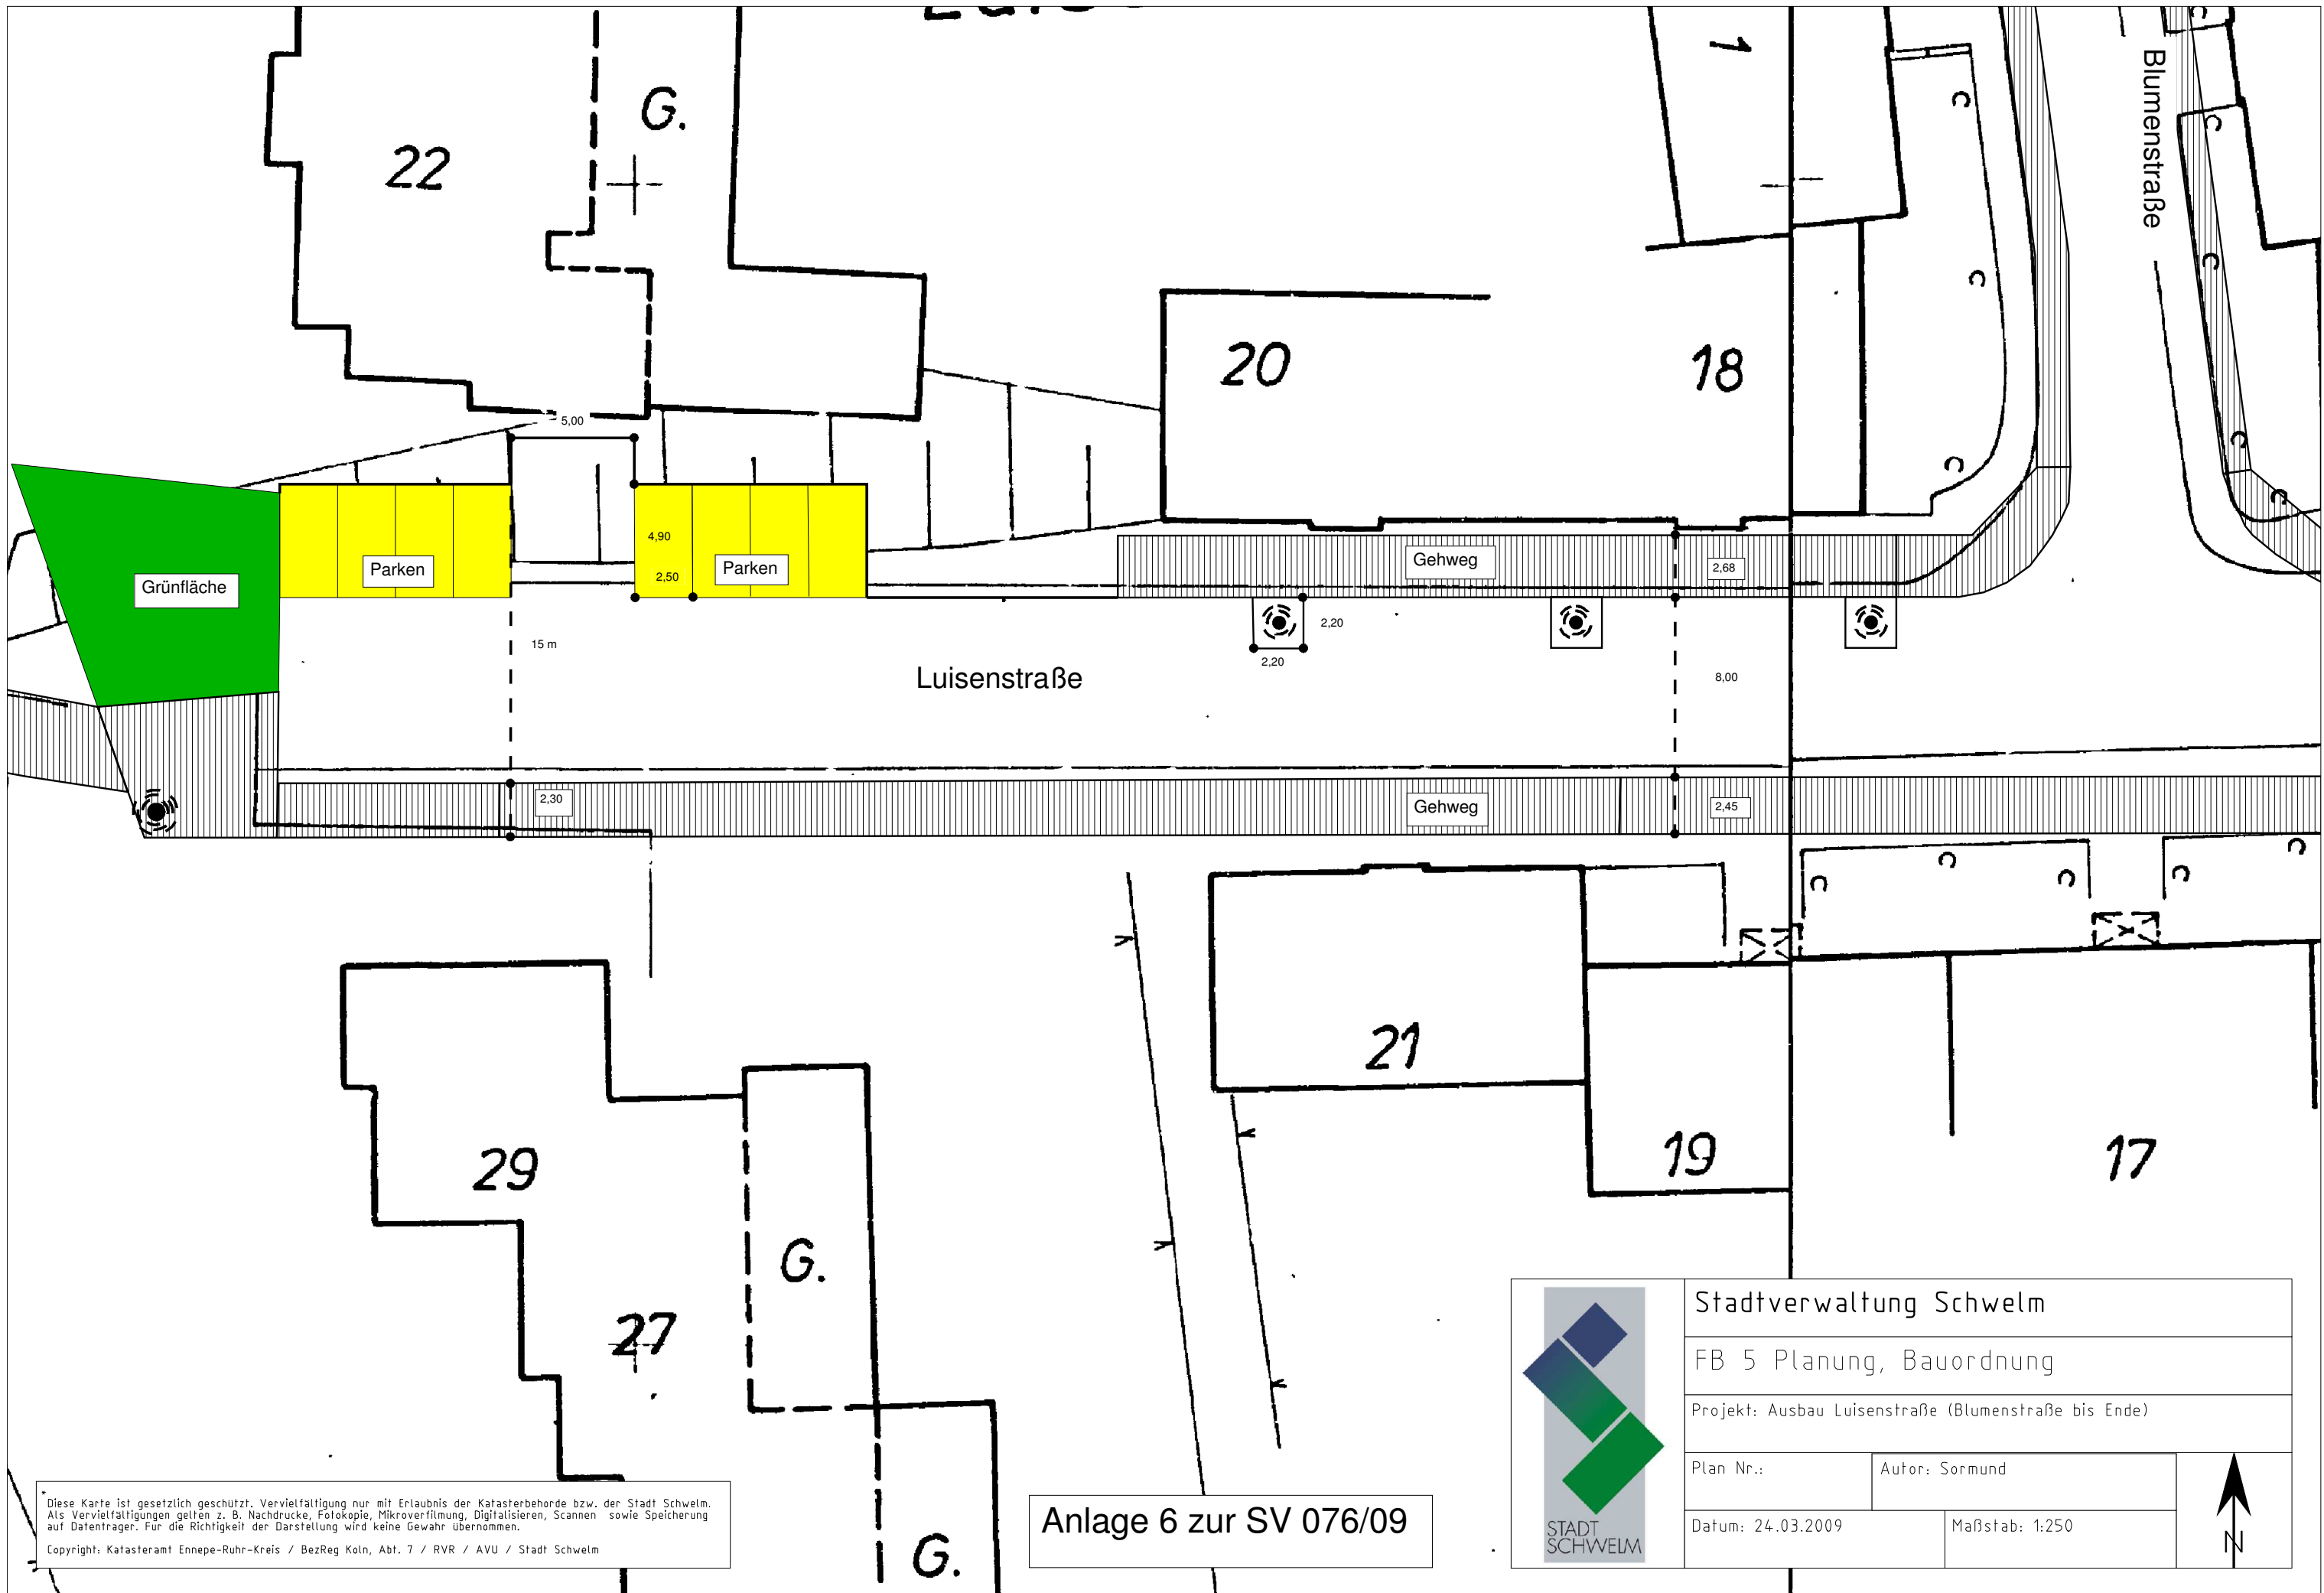 G.
22
1
Blumenstraße
20
18
5,00
4,90
2,50
Parken
Parken
Grünfläche
Gehweg
2,68
15 m
2,20
2,20
Luisenstraße
8,00
2,30
Gehweg
2,45
21
19
17
29
G.
27
G.
*
Diese Karte ist gesetzlich geschützt. Vervielfältigung nur mit Erlaubnis der Katasterbehorde bzw. der Stadt Schwelm.
Als Vervielfältigungen gelten z. B. Nachdrucke, Fotokopie, Mikroverfilmung, Digitalisieren, Scannen sowie Speicherung
auf Datentrager. Fur die Richtigkeit der Darstellung wird keine Gewahr übernommen.
Copyright: Katasteramt Ennepe-Ruhr-Kreis / BezReg Koln, Abt. 7 / RVR / AVU / Stadt Schwelm
Anlage 6 zur SV 076/09
STADT
SCHWELM
Stadtverwaltung Schwelm
FB 5 Planung, Bauordnung
Projekt: Ausbau Luisenstraße (Blumenstraße bis Ende)
Plan Nr.:
Autor: Sormund
Datum: 24.03.2009
Maßstab: 1:250
N